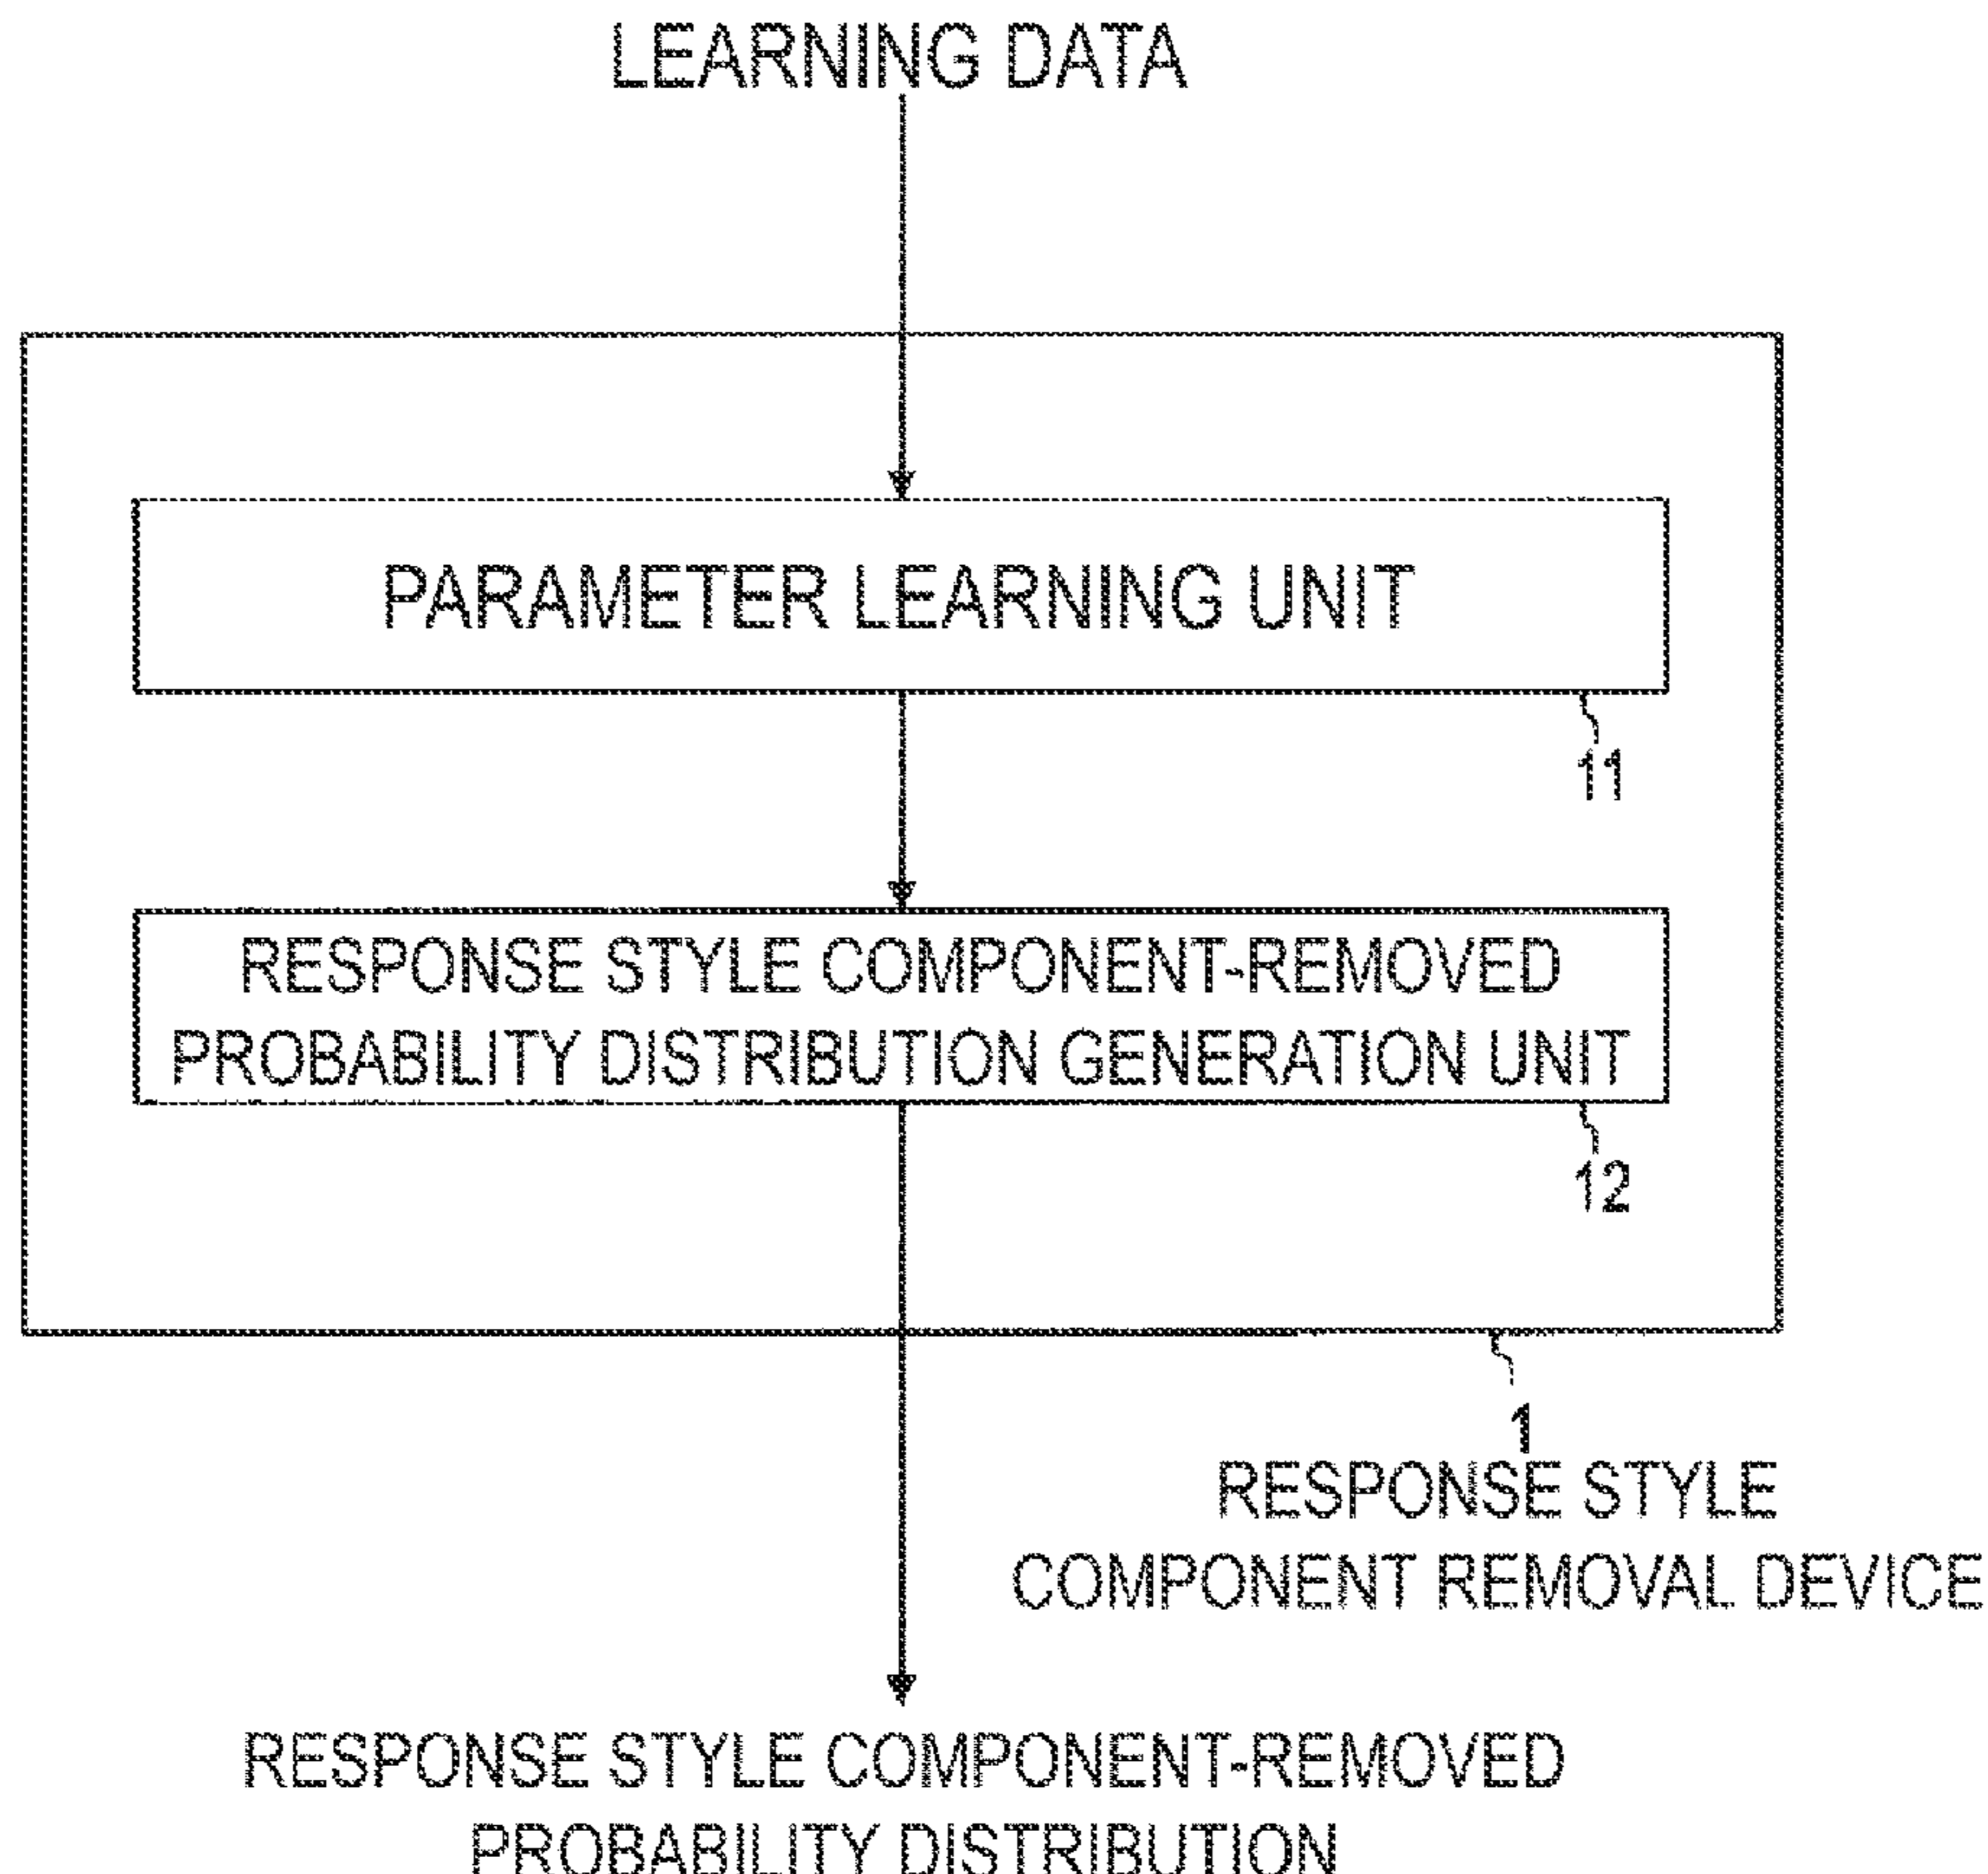 LEARNING DATA
PARAMETER LEARNING UNIT
11
RESPONSE STYLE COMPONENT-REMOVED
PROBABILITY DISTRIBUTION GENERATION UNIT
12
1
RESPONSE STYLE
COMPONENT REMOVAL DEVICE
RESPONSE STYLE COMPONENT-REMOVED
PROBABILITY DISTRIBUTION